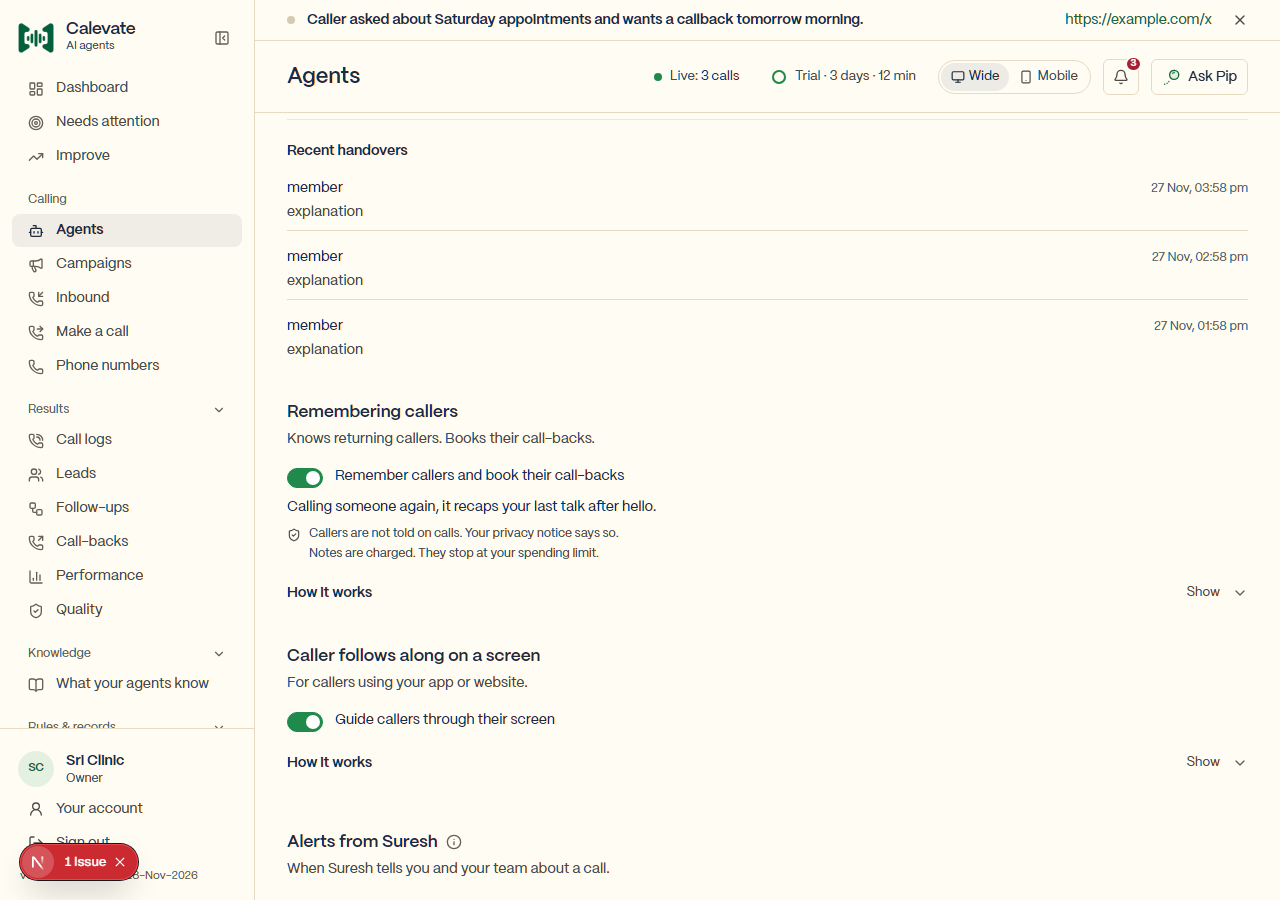 Calevate
AI agents
Dashboard
Needs attention
Improve
Calling
Agents
Campaigns
Inbound
Make a call
Phone numbers
Results
Call logs
Leads
Follow-ups
Call-backs
Performance
Quality
Knowledge
What your agents know
Rules & records
SC
Sri Clinic
Owner
Your account
Sign out
N
1 Issue
-Nov-2026
Caller asked about Saturday appointments and wants a callback tomorrow morning.
https://example.com/x
Agents
Live: 3 calls
Trial · 3 days · 12 min
Wide
Mobile
3
Ask Pip
Recent handovers
member
27 Nov, 03:58 pm
explanation
member
27 Nov, 02:58 pm
explanation
member
27 Nov, 01:58 pm
explanation
Remembering callers
Knows returning callers. Books their call-backs.
Remember callers and book their call-backs
Calling someone again, it recaps your last talk after hello.
Callers are not told on calls. Your privacy notice says so.
Notes are charged. They stop at your spending limit.
How it works
Show
Caller follows along on a screen
For callers using your app or website.
Guide callers through their screen
How it works
Show
Alerts from Suresh
When Suresh tells you and your team about a call.